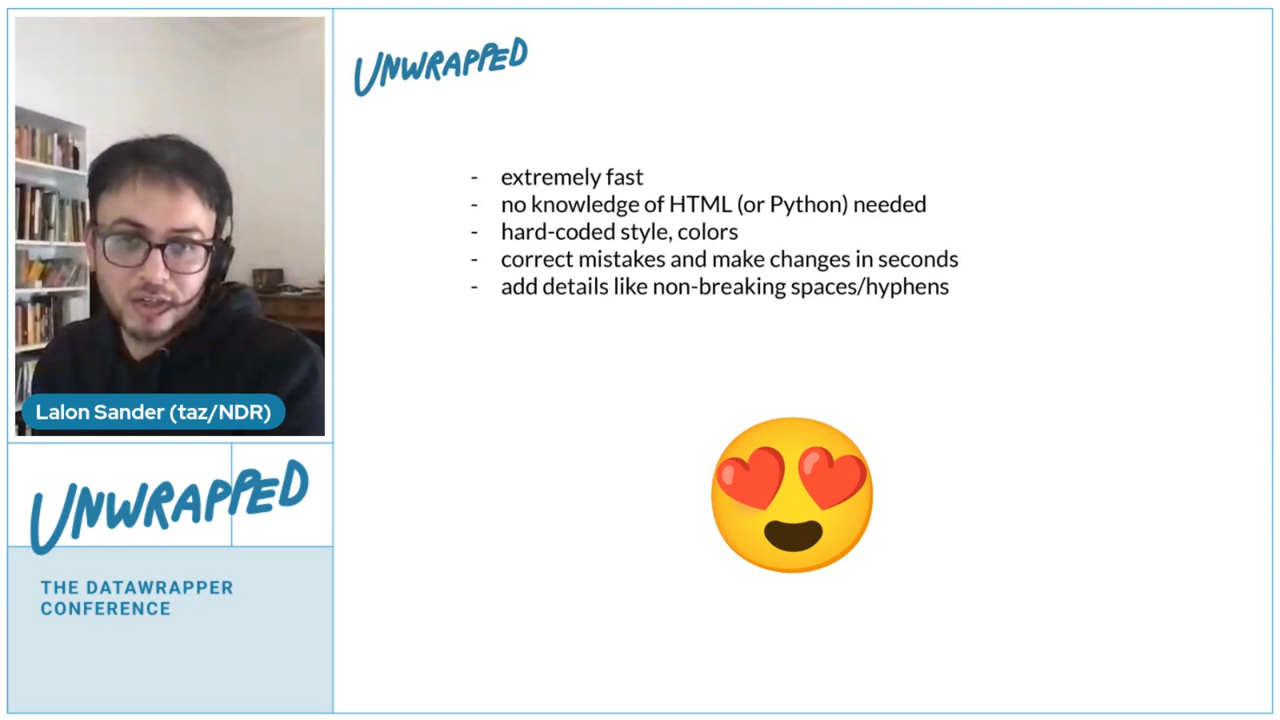 Lalon Sander (taz/NDR)
UNWRAPPED
THE DATAWRAPPER
CONFERENCE
UNWRAPPED
- extremely fast
- no knowledge of HTML (or Python) needed
- hard-coded style, colors
- correct mistakes and make changes in seconds
- add details like non-breaking spaces/hyphens